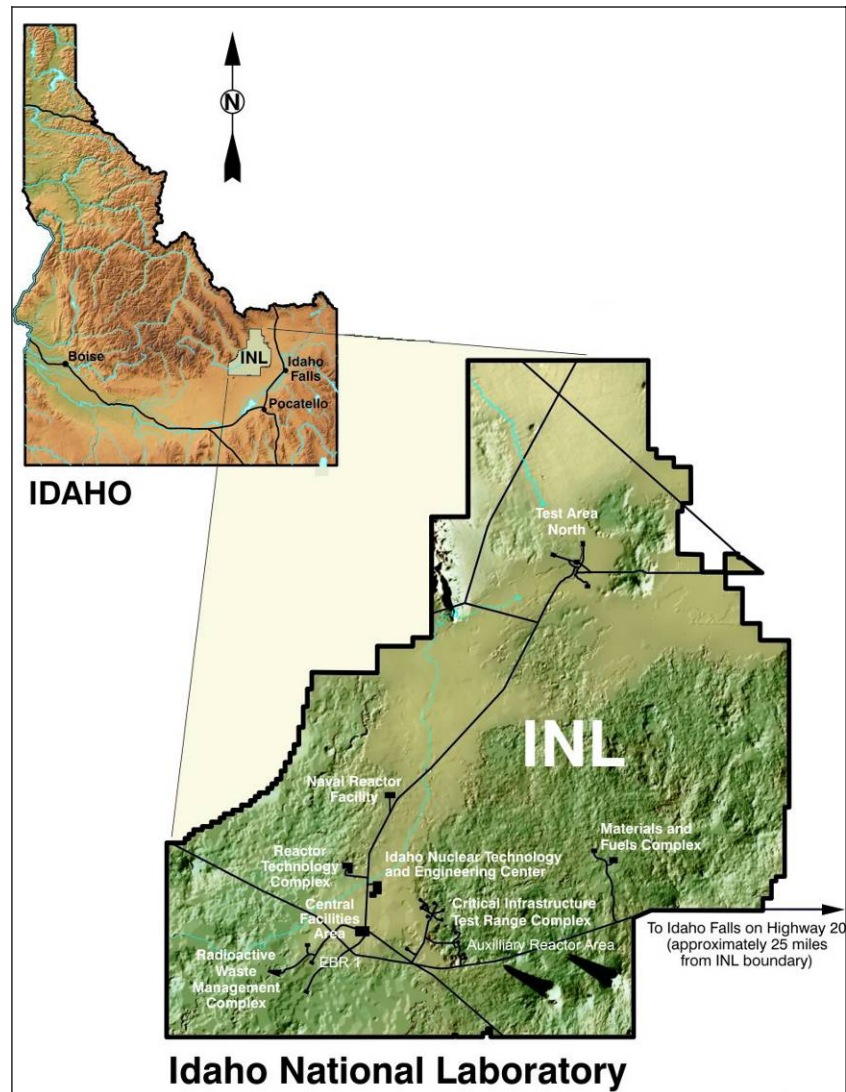 N
Boise
INL
Idaho
Falls
Pocatello
IDAHO
Test Area
North
INL
Naval Reactor
Facility
Materials and
Fuels Complex
Reactor
Technology
Complex
Idaho Nuclear Technology
and Engineering Center
Central
Facilities
Area
Critical Infrastructure
Test Range Complex
Auxilliary Reactor Area
To Idaho Falls on Highway 20
(approximately 25 miles
from INL boundary)
Radioactive
Waste
Management
Complex
EBR 1
Idaho National Laboratory